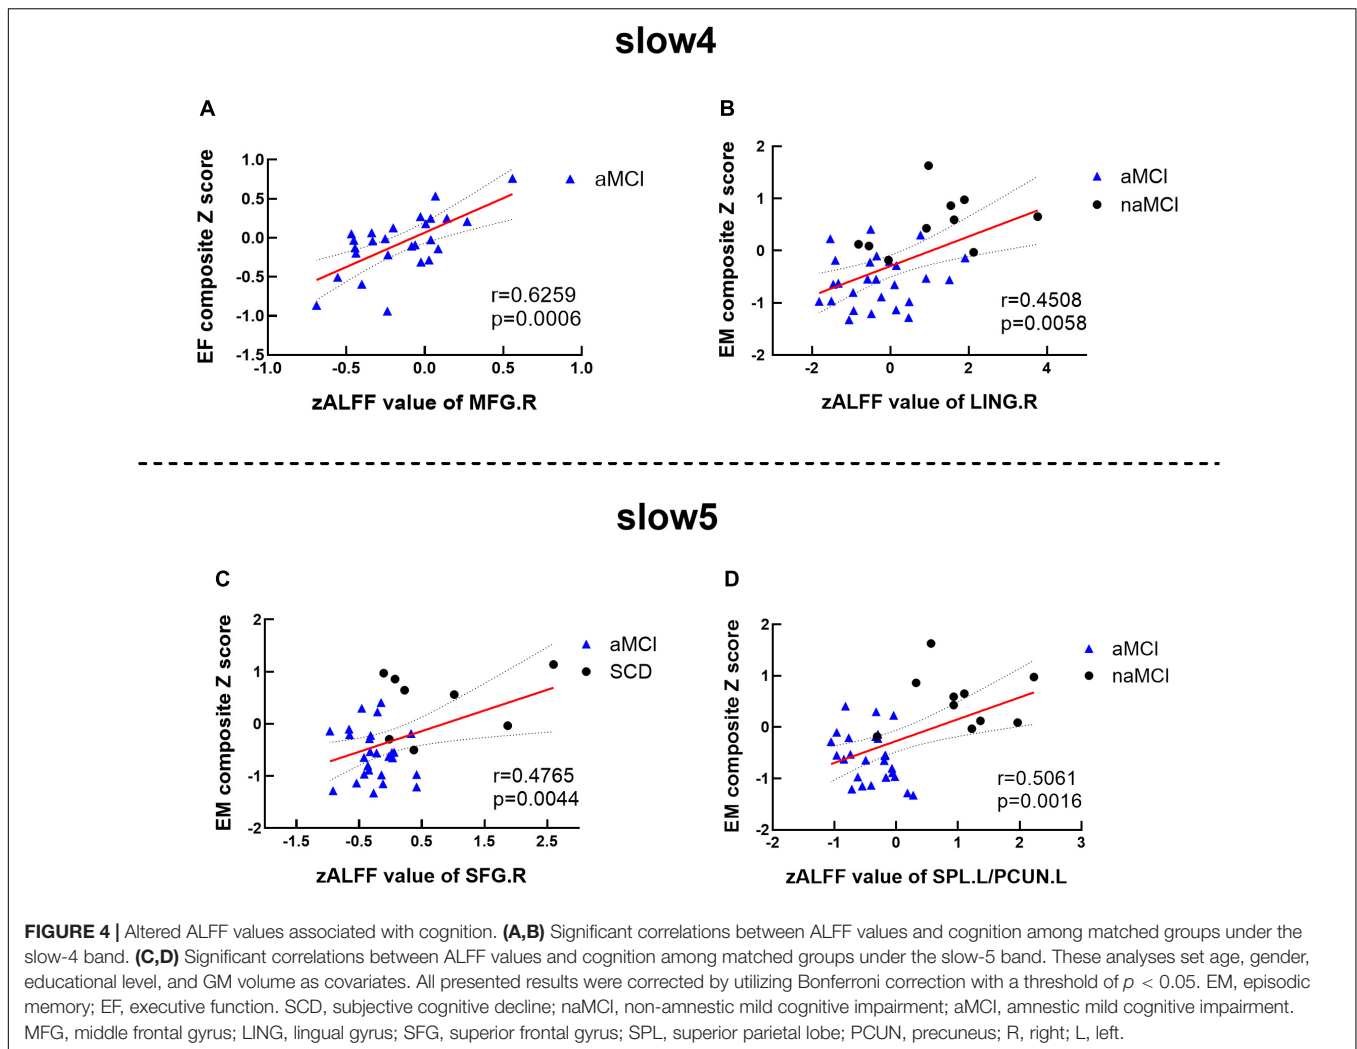 slow4
A
EF composite Z score
1.0
0.5
0.0
-0.5
-1.0
-1.5
-1.0
-0.5
0.0
0.5
1.0
aMCI
r=0.6259
p=0.0006
zALFF value of MFG.R
B
EM composite Z score
2
1
0
-1
-2
-2
0
2
4
aMCI
naMCI
r=0.4508
p=0.0058
zALFF value of LING.R
slow5
C
EM composite Z score
2
1
0
-1
-2
-1.5
-0.5
0.5
1.5
2.5
aMCI
SCD
r=0.4765
p=0.0044
zALFF value of SFG.R
D
EM composite Z score
2
1
0
-1
-2
-2
-1
0
1
2
3
aMCI
naMCI
r=0.5061
p=0.0016
zALFF value of SPL.L/PCUN.L
FIGURE 4 | Altered ALFF values associated with cognition. (A,B) Significant correlations between ALFF values and cognition among matched groups under the
slow-4 band. (C,D) Significant correlations between ALFF values and cognition among matched groups under the slow-5 band. These analyses set age, gender,
educational level, and GM volume as covariates. All presented results were corrected by utilizing Bonferroni correction with a threshold of p < 0.05. EM, episodic
memory; EF, executive function. SCD, subjective cognitive decline; naMCI, non-amnestic mild cognitive impairment; aMCI, amnestic mild cognitive impairment.
MFG, middle frontal gyrus; LING, lingual gyrus; SFG, superior frontal gyrus; SPL, superior parietal lobe; PCUN, precuneus; R, right; L, left.